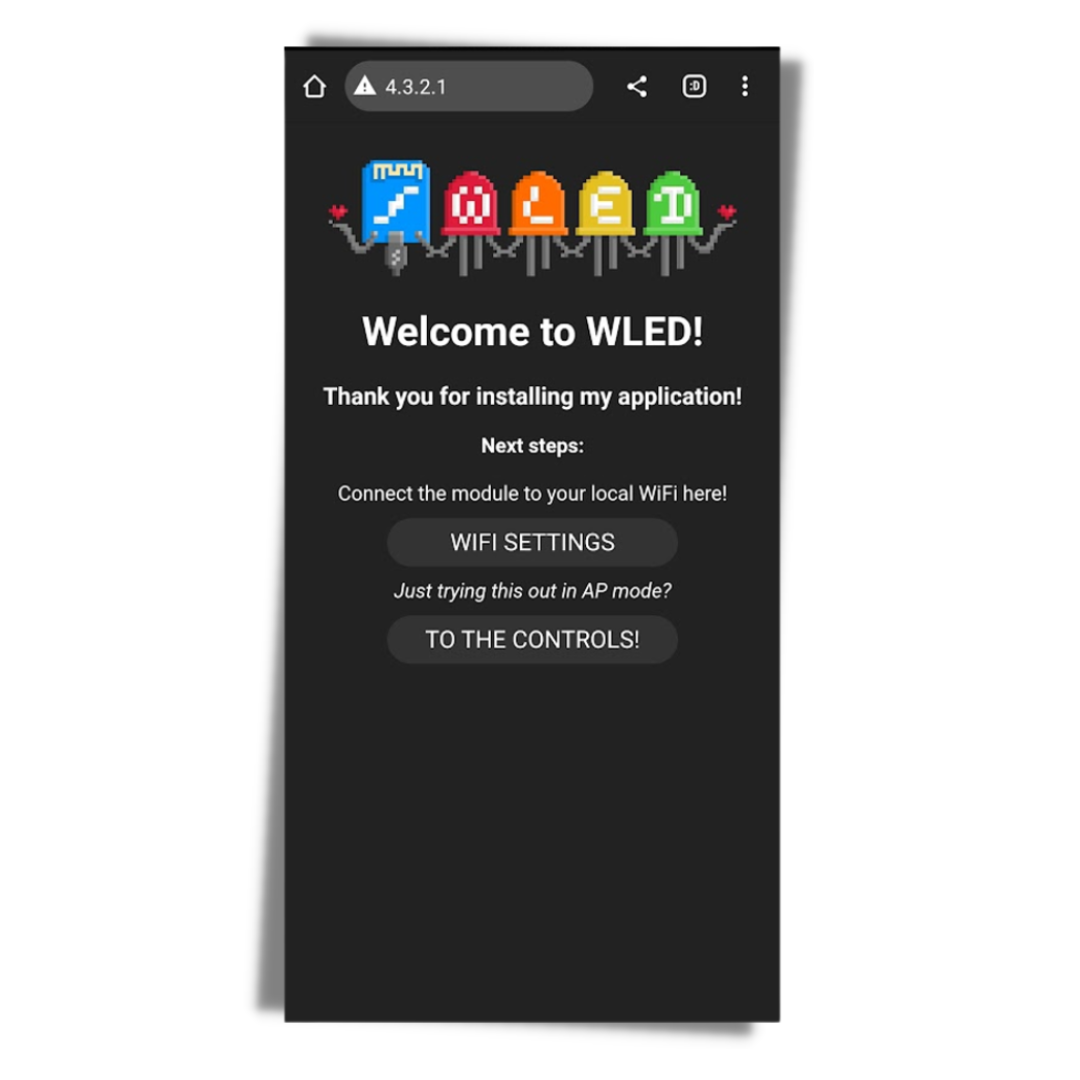 4.3.2.1
:D
WLED
Welcome to WLED!
Thank you for installing my application!
Next steps:
Connect the module to your local WiFi here!
WIFI SETTINGS
Just trying this out in AP mode?
TO THE CONTROLS!